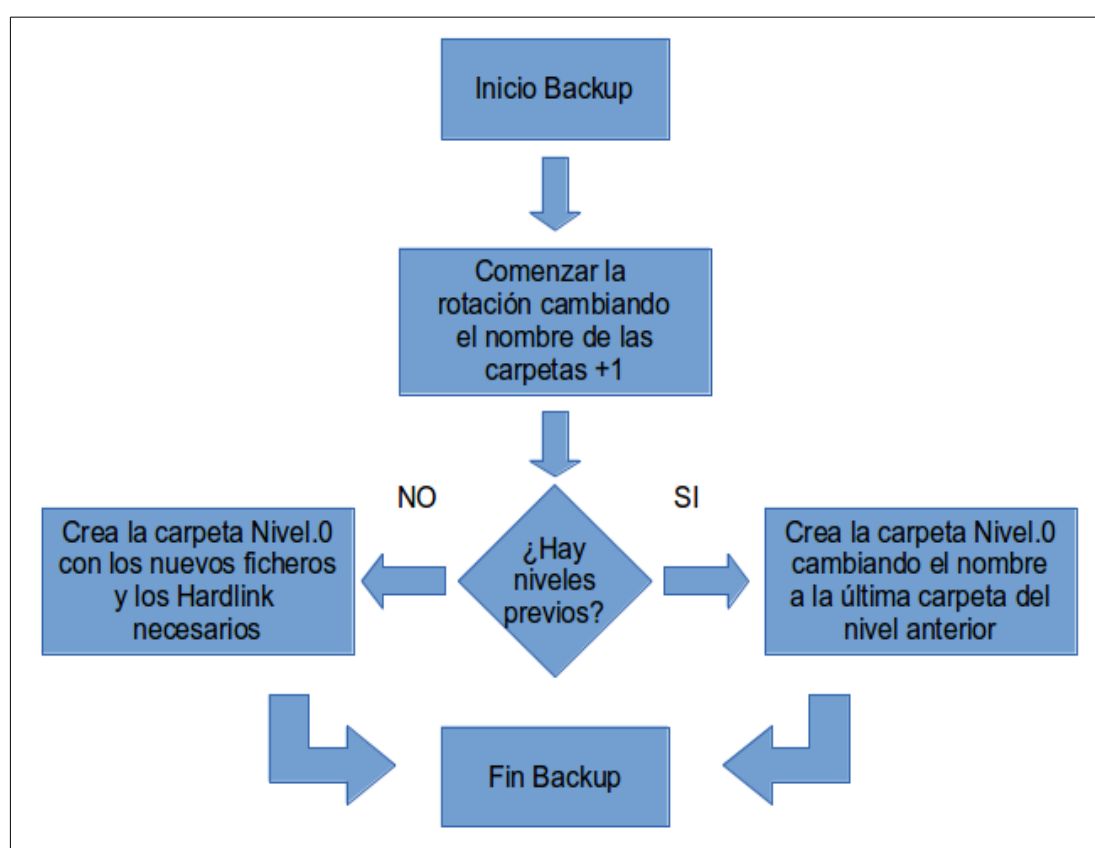 Inicio Backup
Comenzar la
rotación cambiando
el nombre de las
carpetas +1
NO
SI
Crea la carpeta Nivel.0
con los nuevos ficheros
y los Hardlink
necesarios
¿Hay
niveles
previos?
Crea la carpeta Nivel.0
cambiando el nombre
a la última carpeta del
nivel anterior
Fin Backup